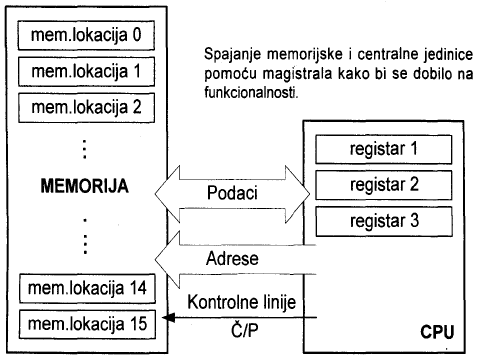 mem.lokacija 0
mem.lokacija 1
mem.lokacija 2
MEMORIJA
mem.lokacija 14
mem.lokacija 15
Spajanje memorijske i centralne jedinice
pomoću magistrala kako bi se dobilo na
funkcionalnosti.
registar 1
registar 2
registar 3
Podaci
Adrese
Kontrolne linije
Č/P
CPU